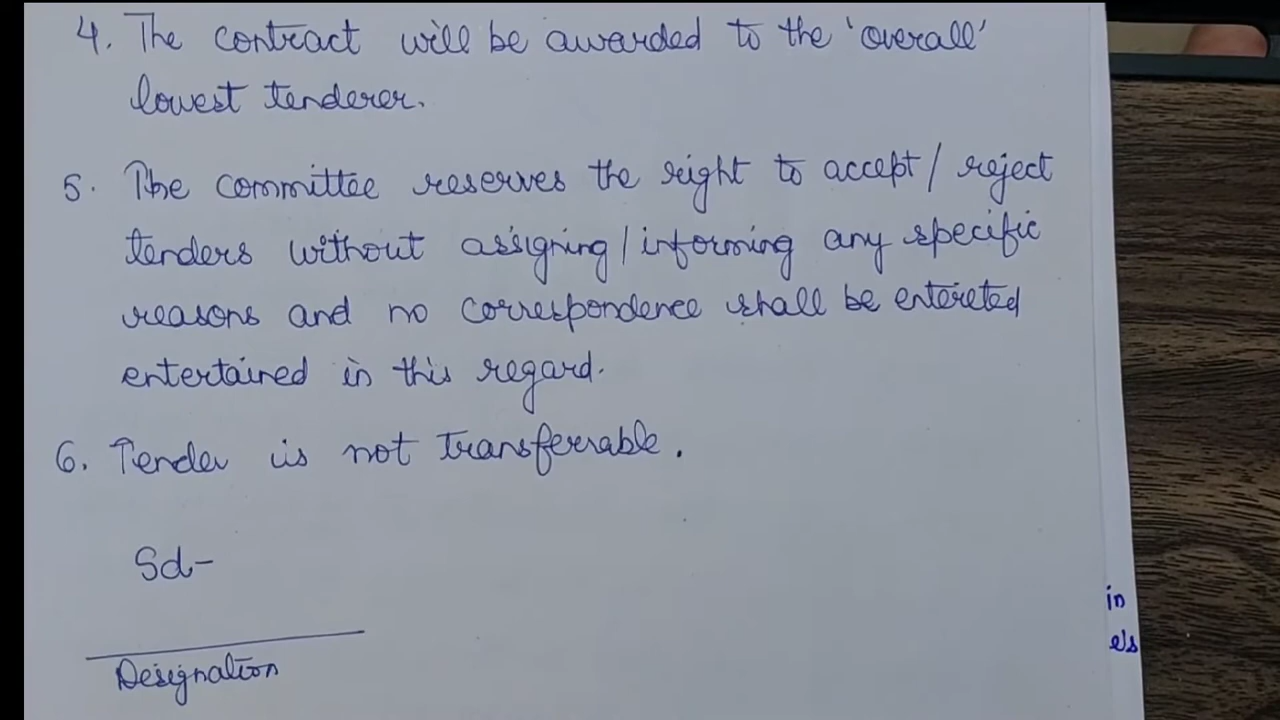 4. The contract will be awarded to the 'overall'
lowest tenderer.
5. The committee reserves the right to accept/reject
tenders without assigning/informing any specific
reasons and no correspondence shall be entereted
entertained in this regard.
6. Tender is not transferrable.
Sd-
Designation
in
e's